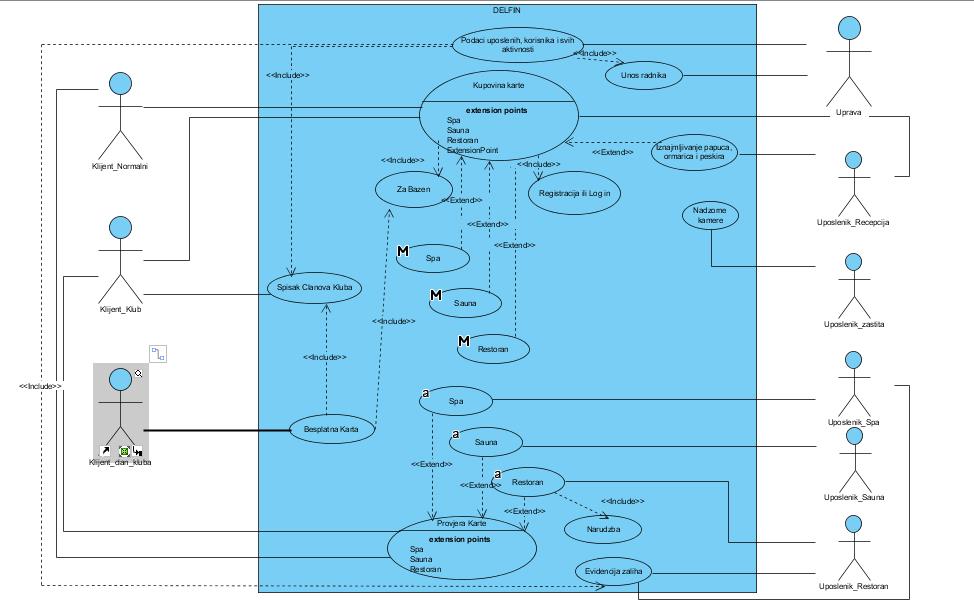 DELFIN
Podaci uposlenih, korisnika i svih
aktivnosti
<<Include>>
<<Include>>
Unos radnika
Uprava
Kupovina karte
extension points
Spa
Sauna
Restoran
ExtensionPoint
Klijent_Normalni
<<Include>>
<<Include>>
<<Extend>>
Iznajmljivanje papuca,
ormarica i peskira
Za Bazen
<<Extend>>
Registracija ili Log in
Uposlenik_Recepcija
Nadzorne
kamere
<<Extend>>
<<Extend>>
M
Spa
Spisak Clanova Kluba
Klijent_Klub
M
Sauna
<<Include>>
Uposlenik_zastita
M
Restoran
<<Include>>
<<Include>>
a
Spa
Uposlenik_Spa
Besplatna Karta
a
Sauna
Klijent_dan_kluba
<<Extend>>
<<Extend>>
a
Restoran
<<Include>>
Uposlenik_Sauna
<<Extend>>
Provjera Karte
extension points
Spa
Sauna
Restoran
Narudzba
Evidencija zaliha
Uposlenik_Restoran